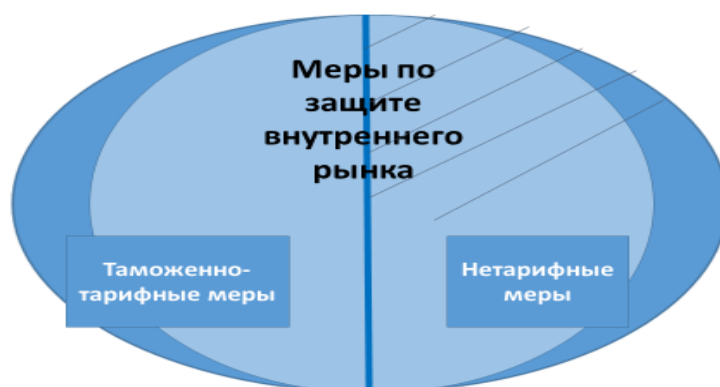 Меры по
защите
внутреннего
рынка
Таможенно-
тарифные меры
Нетарифные
меры